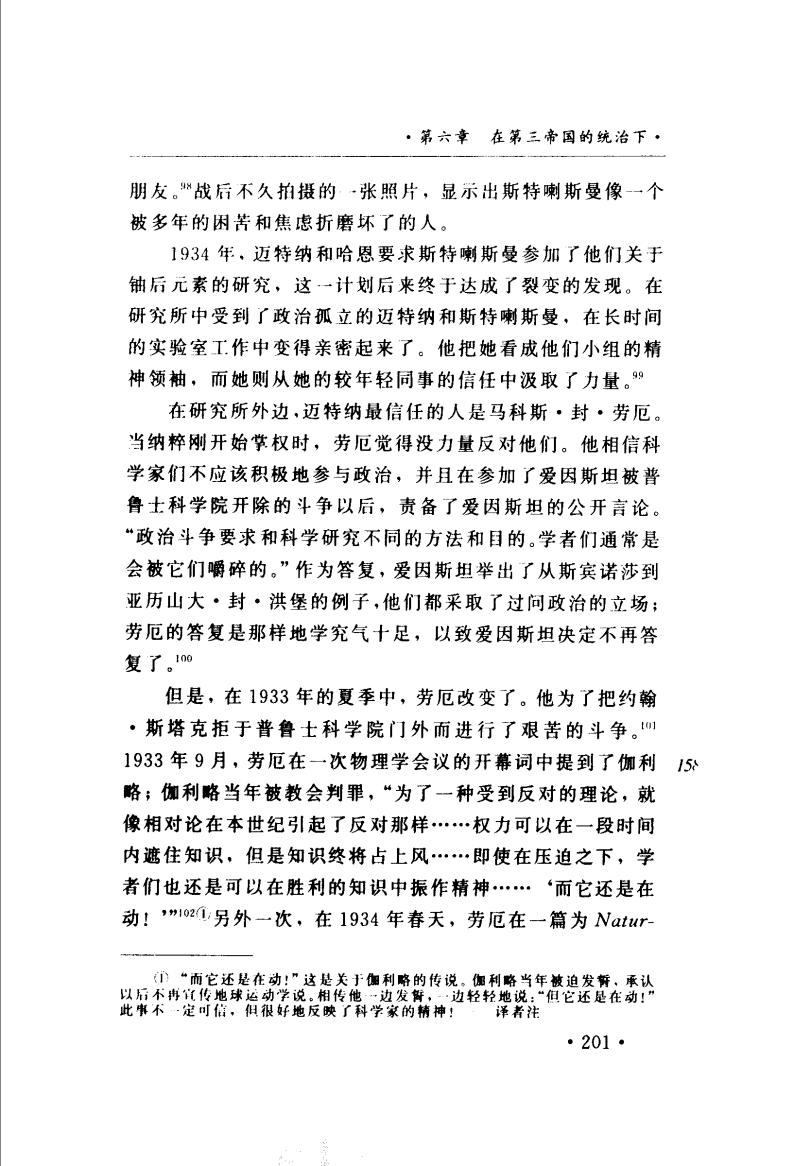 ·第六章 在第三帝国的统治下·
朋友。⁹⁸战后不久拍摄的一张照片，显示出斯特喇斯曼像一个
被多年的困苦和焦虑折磨坏了的人。
1934 年，迈特纳和哈恩要求斯特喇斯曼参加了他们关于
铀后元素的研究，这一计划后来终于达成了裂变的发现。在
研究所中受到了政治孤立的迈特纳和斯特喇斯曼，在长时间
的实验室工作中变得亲密起来了。他把她看成他们小组的精
神领袖，而她则从她的较年轻同事的信任中汲取了力量。⁹⁹
在研究所外边，迈特纳最信任的人是马科斯·封·劳厄。
当纳粹刚开始掌权时，劳厄觉得没力量反对他们。他相信科
学家们不应该积极地参与政治，并且在参加了爱因斯坦被普
鲁士科学院开除的斗争以后，责备了爱因斯坦的公开言论。
“政治斗争要求和科学研究不同的方法和目的。学者们通常是
会被它们嚼碎的。”作为答复，爱因斯坦举出了从斯宾诺莎到
亚历山大·封·洪堡的例子，他们都采取了过问政治的立场；
劳厄的答复是那样地学究气十足，以致爱因斯坦决定不再答
复了。¹⁰⁰
但是，在 1933 年的夏季中，劳厄改变了。他为了把约翰
·斯塔克拒于普鲁士科学院门外而进行了艰苦的斗争。¹⁰¹
1933 年 9 月，劳厄在一次物理学会议的开幕词中提到了伽利 158
略；伽利略当年被教会判罪，“为了一种受到反对的理论，就
像相对论在本世纪引起了反对那样……权力可以在一段时间
内遮住知识，但是知识终将占上风……即使在压迫之下，学
者们也还是可以在胜利的知识中振作精神……‘而它还是在
动！’”¹⁰²①另外一次，在 1934 年春天，劳厄在一篇为 Natur-
① “而它还是在动！”这是关于伽利略的传说。伽利略当年被迫发誓，承认
以后不再宣传地球运动学说。相传他一边发誓，一边轻轻地说：“但它还是在动！”
此事不一定可信，但很好地反映了科学家的精神！——译者注
·201·